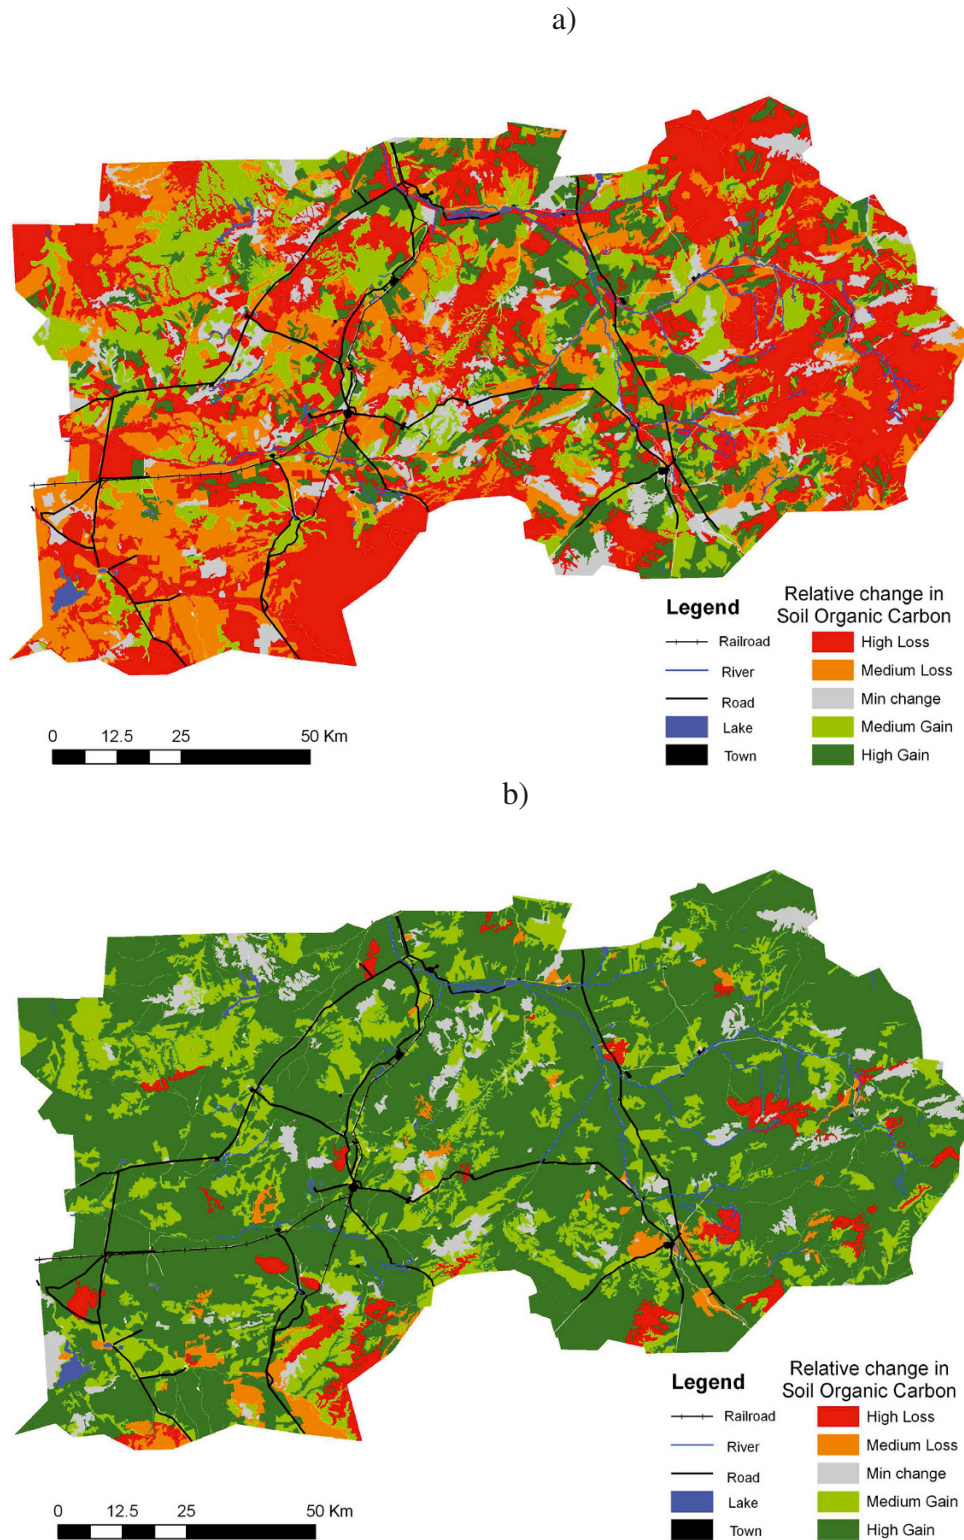 a)
Legend
Relative change in
Soil Organic Carbon
Railroad
High Loss
River
Medium Loss
Road
Min change
Lake
Medium Gain
Town
High Gain
0 12.5 25 50 Km
b)
Legend
Relative change in
Soil Organic Carbon
Railroad
High Loss
River
Medium Loss
Road
Min change
Lake
Medium Gain
Town
High Gain
0 12.5 25 50 Km